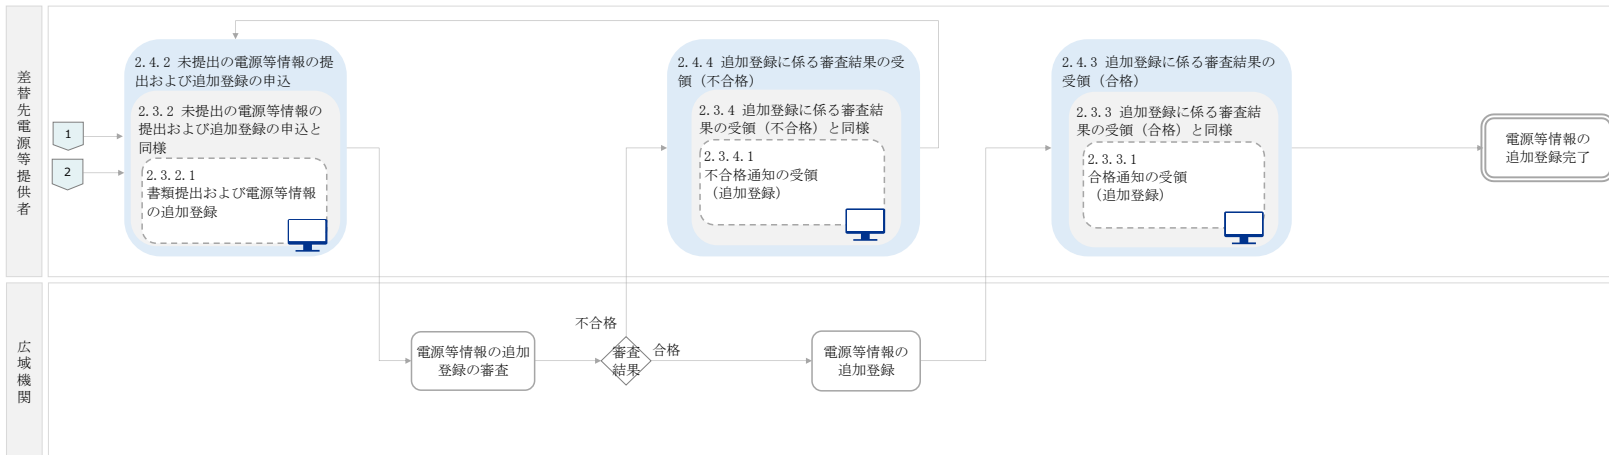 差替先電源等提供者
1
2
2.4.2 未提出の電源等情報の提
出および追加登録の申込
2.3.2 未提出の電源等情報の
提出および追加登録の申込と
同様
2.3.2.1
書類提出および電源等情報
の追加登録
2.4.4 追加登録に係る審査結果の受
領（不合格）
2.3.4 追加登録に係る審査結
果の受領（不合格）と同様
2.3.4.1
不合格通知の受領
（追加登録）
2.4.3 追加登録に係る審査結果の
受領（合格）
2.3.3 追加登録に係る審査結
果の受領（合格）と同様
2.3.3.1
合格通知の受領
（追加登録）
電源等情報の
追加登録完了
広域機関
電源等情報の追加
登録の審査
不合格
審査
結果
合格
電源等情報の
追加登録